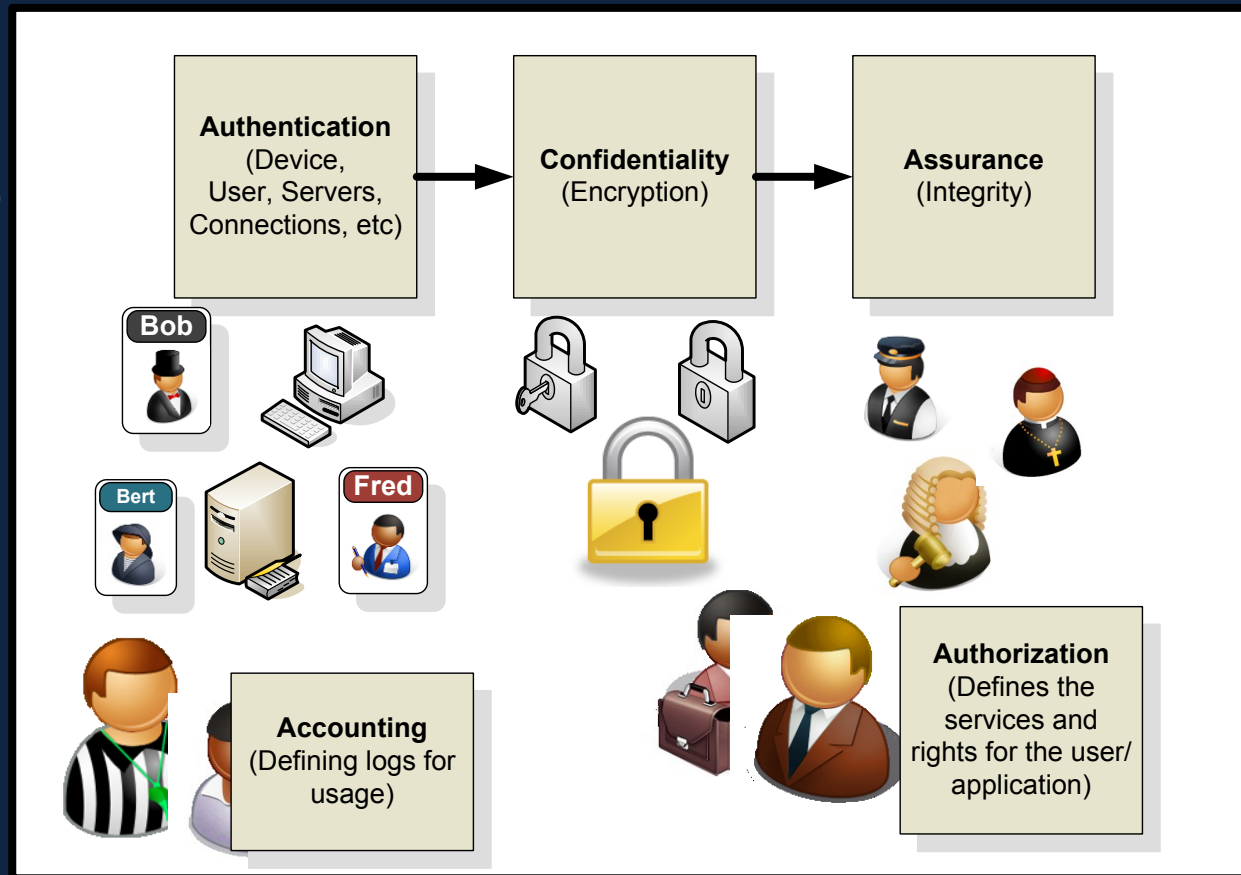 Authentication
(Device,
User, Servers,
Connections, etc)
Confidentiality
(Encryption)
Assurance
(Integrity)
Bob
Bert
Fred
Accounting
(Defining logs for
usage)
Authorization
(Defines the
services and
rights for the user/
application)